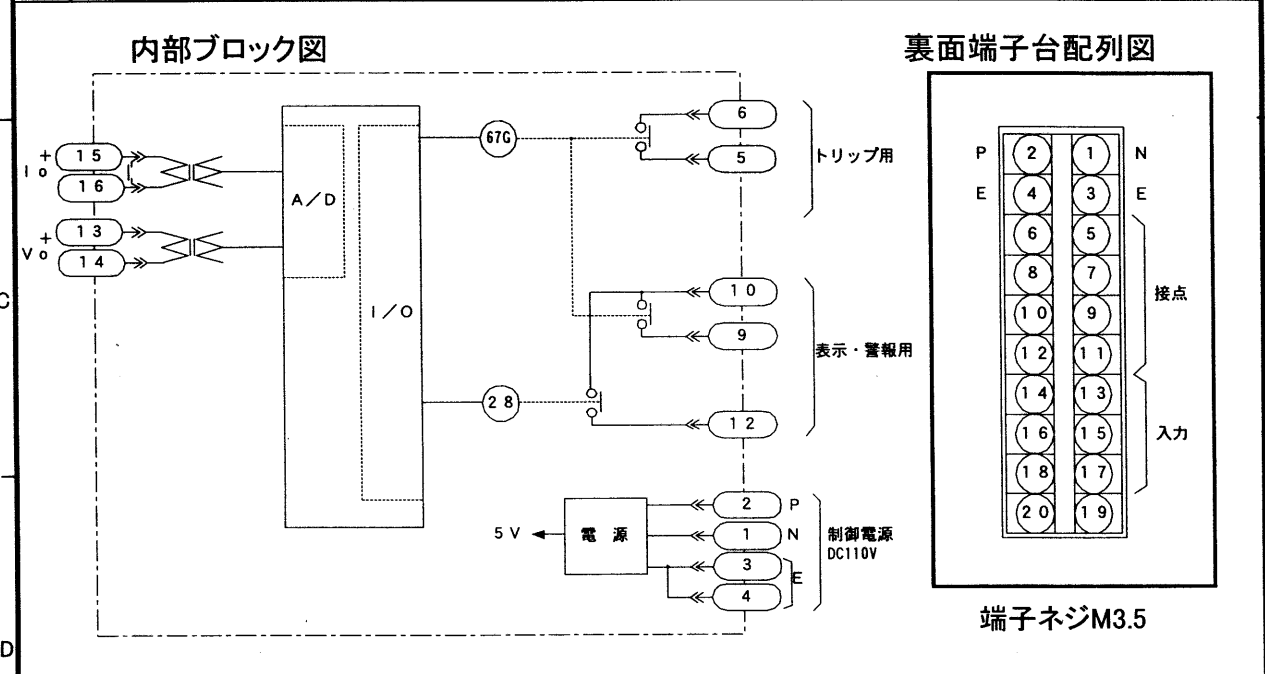 内部ブロック図
裏面端子台配列図
6
67G
5
トリップ用
+
15
Io
16
A/D
+
13
Vo
14
I/O
10
9
表示・警報用
28
12
2 P
5V
電源
1 N
制御電源
DC110V
3
E
4
P 2 1 N
E 4 3 E
6 5
8 7
接点
10 9
12 11
14 13
16 15
入力
18 17
20 19
端子ネジM3.5
C
D